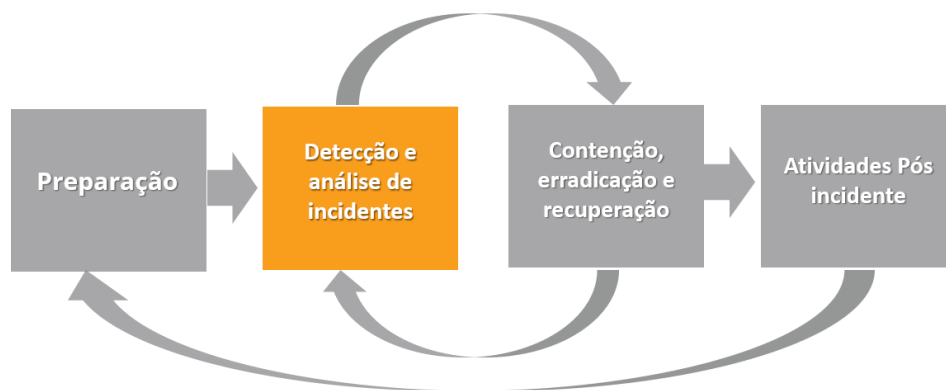 Preparação
Detecção e
análise de
incidentes
Contenção,
erradicação e
recuperação
Atividades Pós
incidente